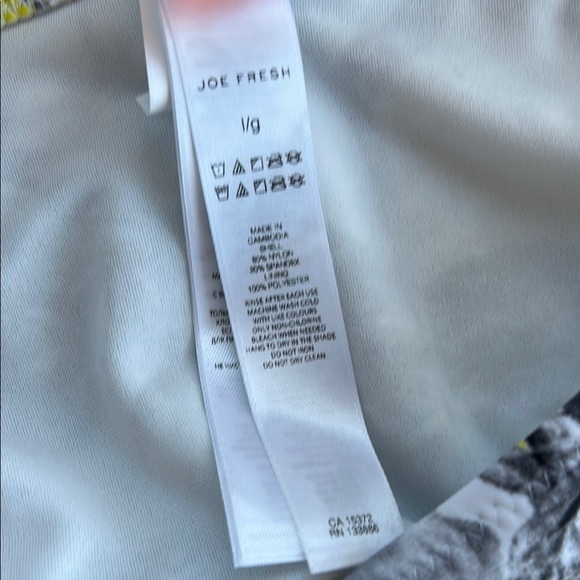 JOE FRESH
l/g
MADE IN
CAMBODIA
SHELL
80% NYLON
20% SPANDEX
LINING
100% POLYESTER
RINSE AFTER EACH USE
MACHINE WASH COLD
WITH LIKE COLOURS
ONLY NON-CHLORINE
BLEACH WHEN NEEDED
HANG TO DRY IN THE SHADE
DO NOT IRON
DO NOT DRY CLEAN
CA 15372
RN 133866